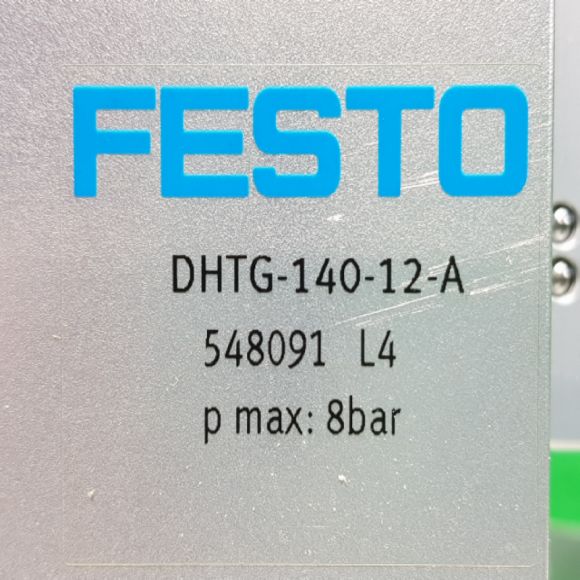 FESTO
DHTG-140-12-A
548091 L4
p max: 8bar